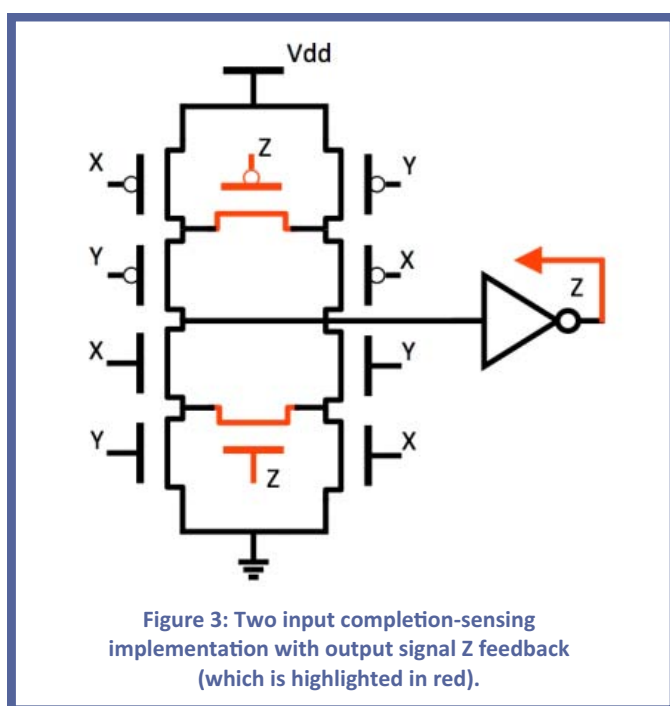 Vdd
X
Z
Y
Y
X
Z
X
Y
Y
Z
X
Figure 3: Two input completion-sensing
implementation with output signal Z feedback
(which is highlighted in red).